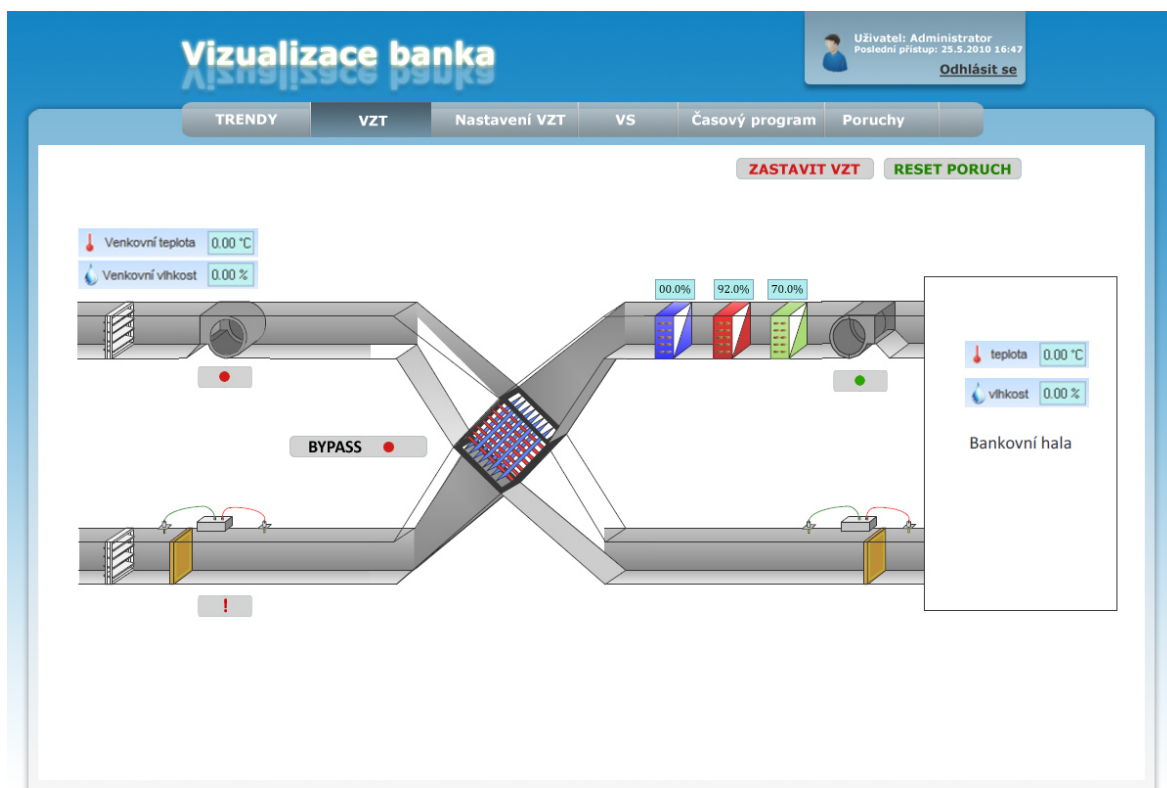 Vizualizace banka
Uživatel: Administrator
Poslední přístup: 25.5.2010 16:47
Odhlásit se
TRENDY VZT Nastavení VZT VS Časový program Poruchy
ZASTAVIT VZT RESET PORUCH
Venkovní teplota 0.00 °C
Venkovní vlhkost 0.00 %
00.0% 92.0% 70.0%
teplota 0.00 °C
vlhkost 0.00 %
BYPASS
Bankovní hala
!